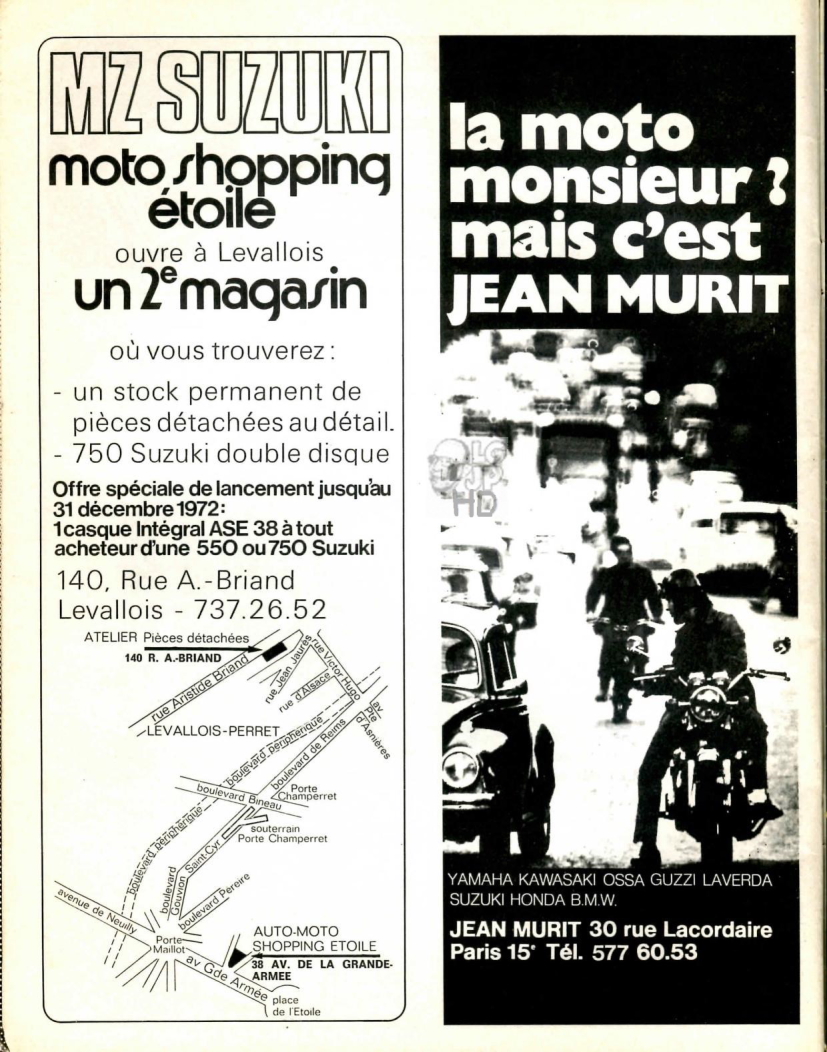 MZ SUZUKI
moto shopping
étoile
ouvre à Levallois
un 2e magasin
où vous trouverez :
- un stock permanent de
pièces détachées au détail.
- 750 Suzuki double disque
Offre spéciale de lancement jusqu'au
31 décembre 1972:
1 casque Intégral ASE 38 à tout
acheteur d'une 550 ou 750 Suzuki
140, Rue A.-Briand
Levallois - 737.26.52
ATELIER Pièces détachées
140 R. A.-BRIAND
rue Aristide Briand
rue Jean Jaurès
rue Victor Hugo
rue d'Alsace
av.
Pte
d'Asnières
LEVALLOIS-PERRET
boulevard périphérique
boulevard de Reims
boulevard Bineau
Porte
Champerret
souterrain
Porte Champerret
boulevard périphérique
boulevard
Gouvion Saint-Cyr
boulevard Pereire
avenue de Neuilly
Porte
Maillot
AUTO-MOTO
SHOPPING ETOILE
38 AV. DE LA GRANDE-
ARMEE
av Gde Armée
place
de l'Etoile
la moto
monsieur ?
mais c'est
JEAN MURIT
LC
JP
HD
YAMAHA KAWASAKI OSSA GUZZI LAVERDA
SUZUKI HONDA B.M.W.
JEAN MURIT 30 rue Lacordaire
Paris 15e Tél. 577 60.53